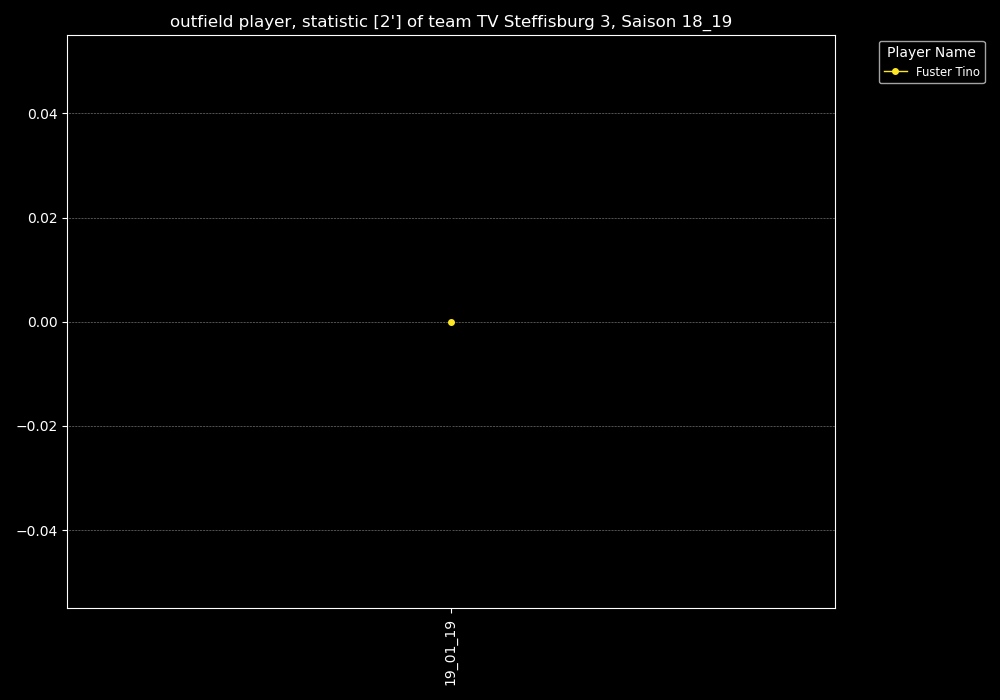 outfield player, statistic [2'] of team TV Steffisburg 3, Saison 18_19
Player Name
Fuster Tino
0.04
0.02
0.00
−0.02
−0.04
19_01_19